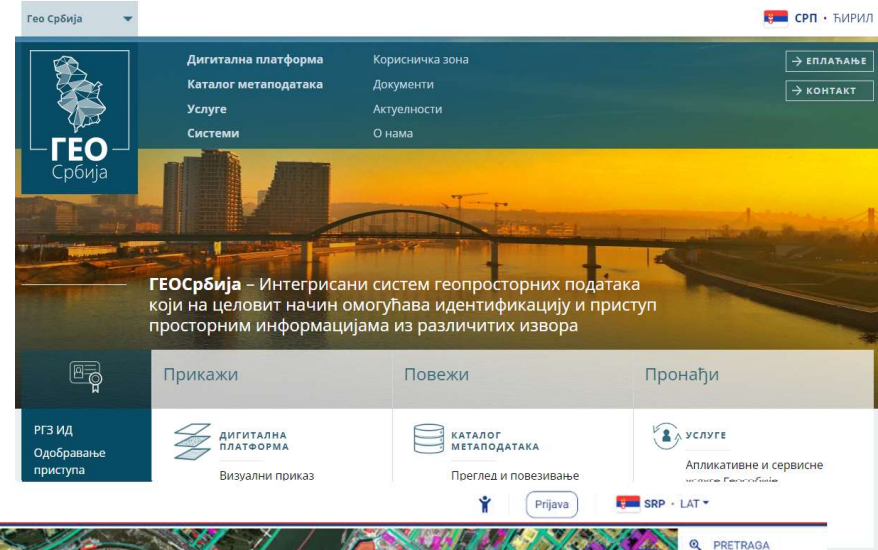 Гео Србија
СРП · ЋИРИЛ
Дигитална платформа
Каталог метаподатака
Услуге
Системи
Корисничка зона
Документи
Актуелности
О нама
→ ЕПЛАЋАЊЕ
→ КОНТАКТ
ГЕО
Србија
ГЕОСрбија – Интегрисани систем геопросторних података
који на целовит начин омогућава идентификацију и приступ
просторним информацијама из различитих извора
Прикажи
Повежи
Пронађи
РГЗ ИД
Одобравање
приступа
ДИГИТАЛНА
ПЛАТФОРМА
Визуални приказ
КАТАЛОГ
МЕТАПОДАТАКА
Преглед и повезивање
УСЛУГЕ
Апликативне и сервисне
услуге Геосбије
Prijava
SRP · LAT
PRETRAGA